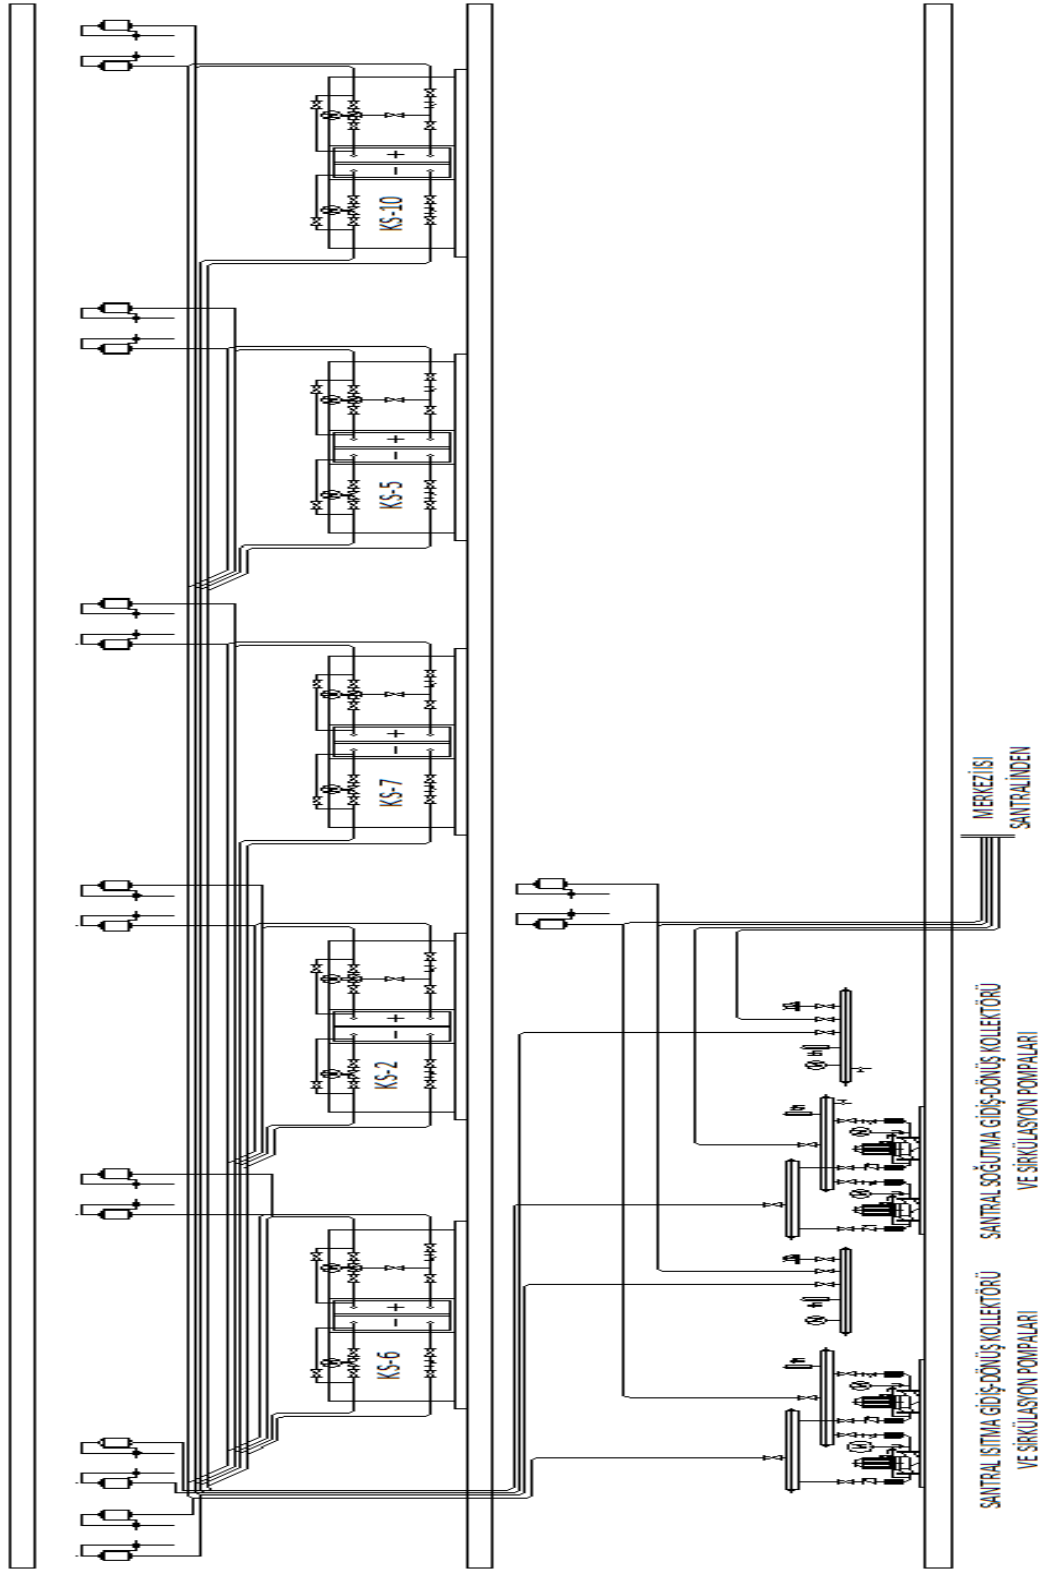 KS-10
KS-5
KS-7
KS-2
KS-6
MERKEZİ ISI
SANTRALİNDEN
SANTRAL SOĞUTMA GİDİŞ-DÖNÜŞ KOLLEKTÖRÜ
VE SİRKÜLASYON POMPALARI
SANTRAL ISITMA GİDİŞ-DÖNÜŞ KOLLEKTÖRÜ
VE SİRKÜLASYON POMPALARI